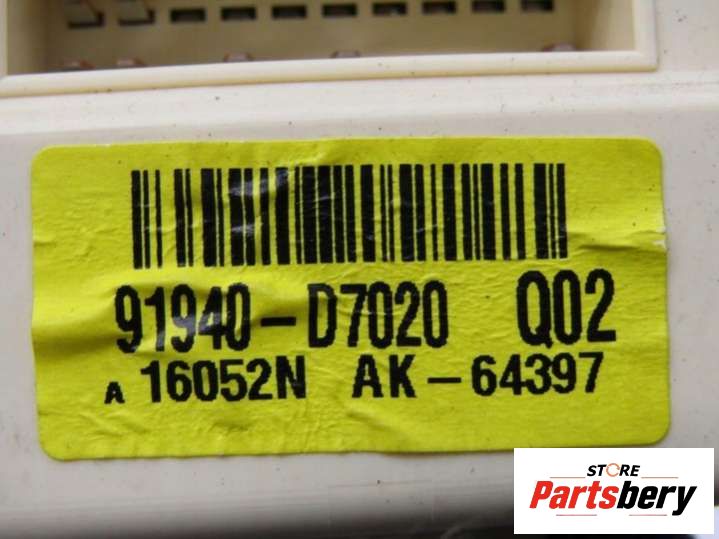 91940-D7020 Q02
A 16052N AK-64397
STORE
Partsbery